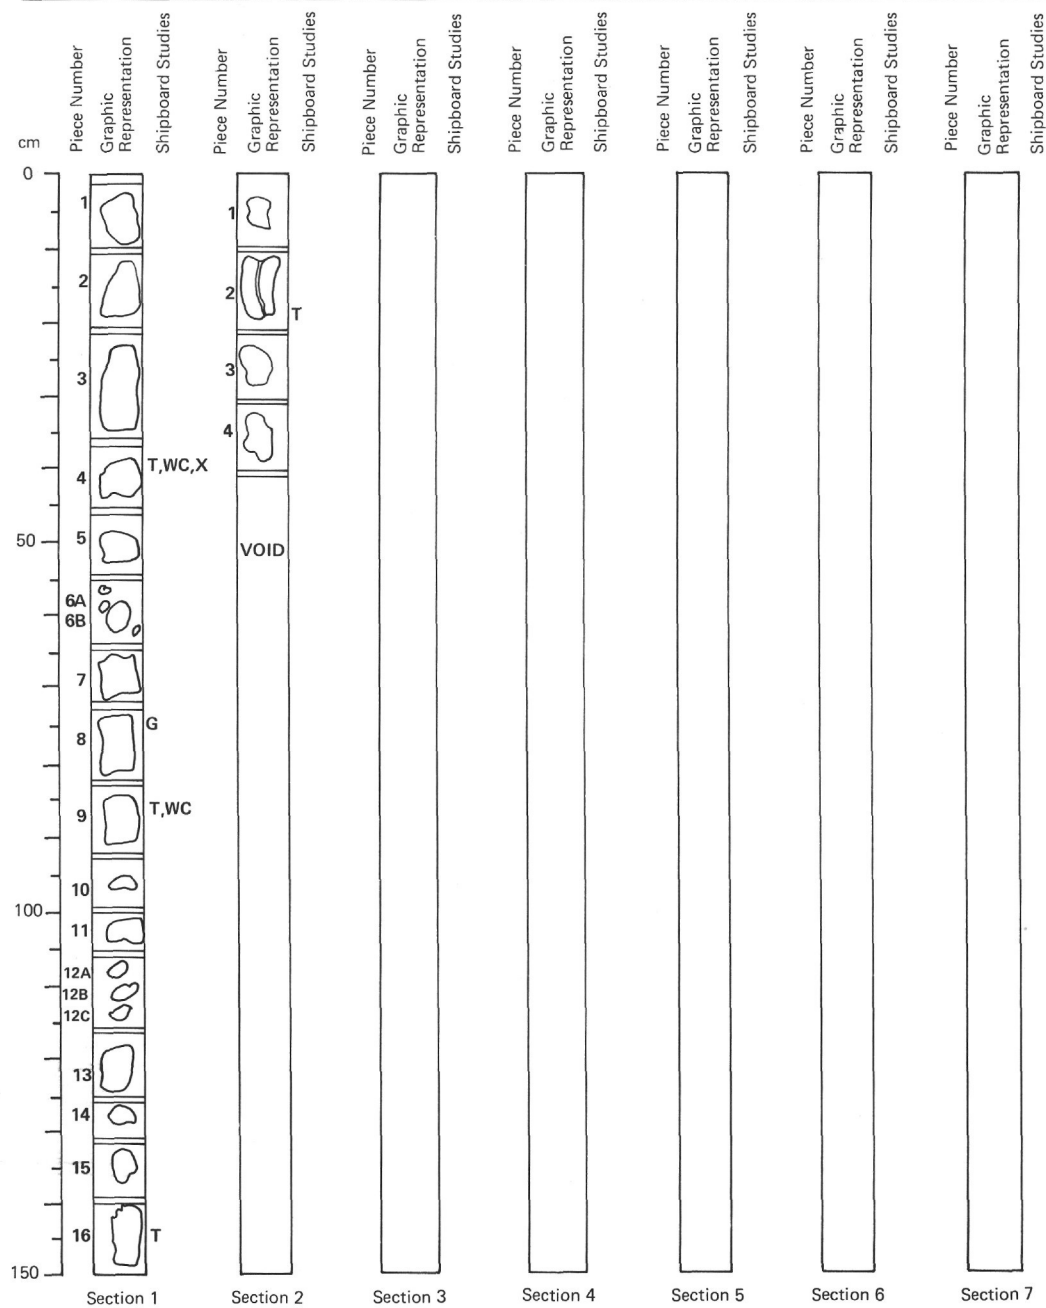 cm
Piece Number
Graphic
Representation
Shipboard Studies
Piece Number
Graphic
Representation
Shipboard Studies
Piece Number
Graphic
Representation
Shipboard Studies
Piece Number
Graphic
Representation
Shipboard Studies
Piece Number
Graphic
Representation
Shipboard Studies
Piece Number
Graphic
Representation
Shipboard Studies
Piece Number
Graphic
Representation
Shipboard Studies
0
50
100
150
1
2
3
4
T,WC,X
5
6A
6B
7
8
G
9
T,WC
10
11
12A
12B
12C
13
14
15
16
T
Section 1
1
2
T
3
4
VOID
Section 2
Section 3
Section 4
Section 5
Section 6
Section 7